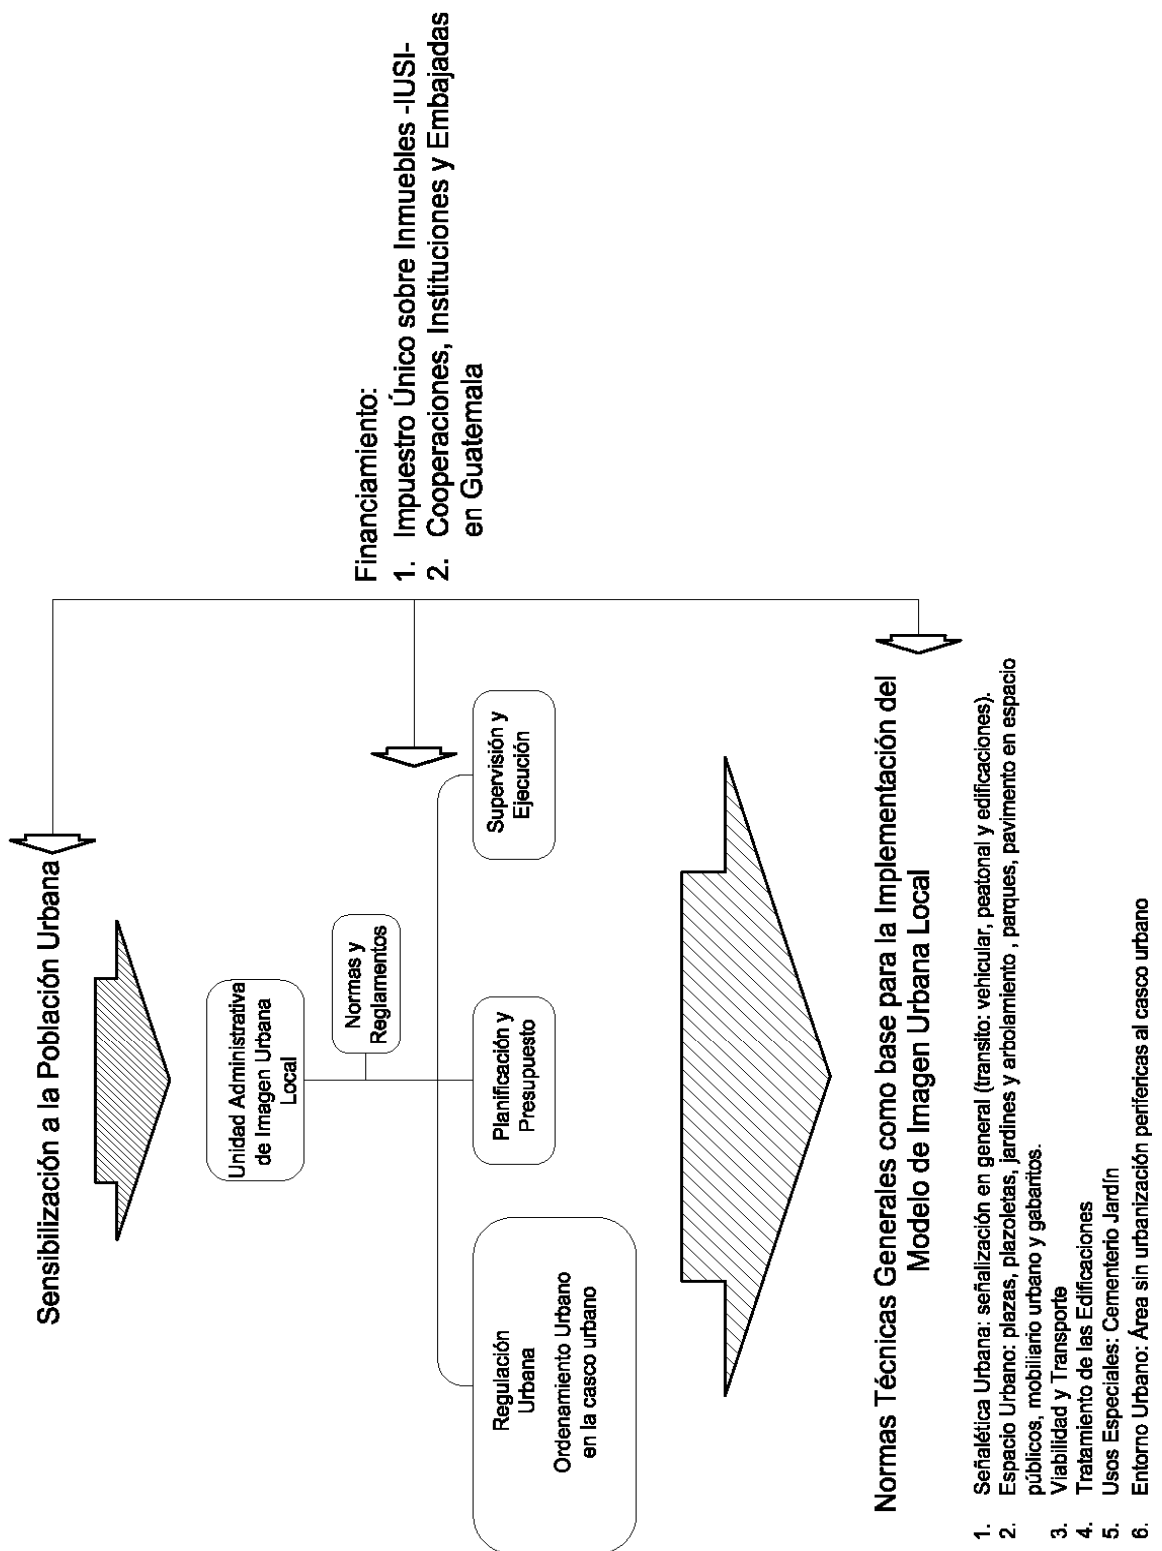 Sensibilización a la Población Urbana
Unidad Administrativa
de Imagen Urbana
Local
Normas y
Reglamentos
Regulación
Urbana
Ordenamiento Urbano
en la casco urbano
Planificación y
Presupuesto
Supervisión y
Ejecución
Financiamiento:
1. Impuestro Único sobre Inmuebles -IUSI-
2. Cooperaciones, Instituciones y Embajadas
en Guatemala
Normas Técnicas Generales como base para la Implementación del
Modelo de Imagen Urbana Local
1. Señalética Urbana: señalización en general (transito: vehicular, peatonal y edificaciones).
2. Espacio Urbano: plazas, plazoletas, jardines y arbolamiento , parques, pavimento en espacio
públicos, mobiliario urbano y gabaritos.
3. Viabilidad y Transporte
4. Tratamiento de las Edificaciones
5. Usos Especiales: Cementerio Jardín
6. Entorno Urbano: Área sin urbanización perifericas al casco urbano